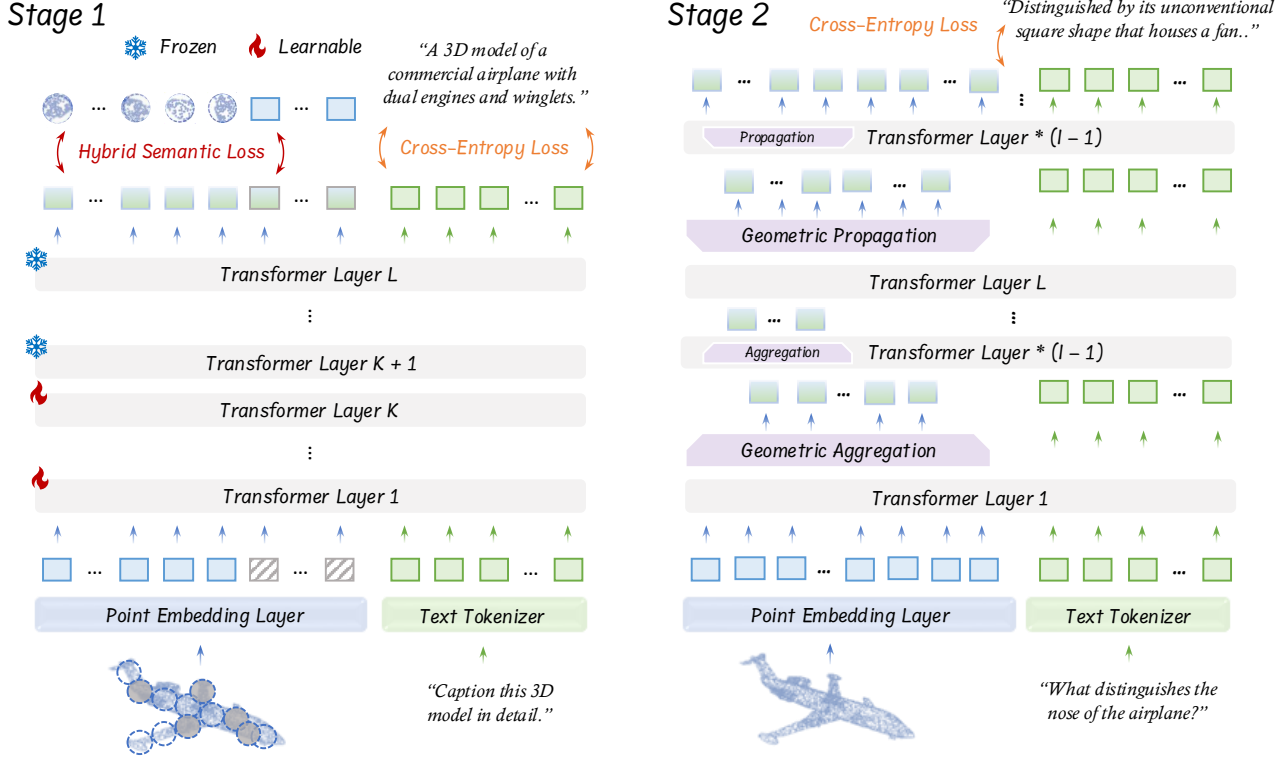 Stage 1
Frozen
Learnable
“A 3D model of a
commercial airplane with
dual engines and winglets.”
...
...
Hybrid Semantic Loss
Cross-Entropy Loss
...
...
...
Transformer Layer L
...
Transformer Layer K + 1
Transformer Layer K
...
Transformer Layer 1
...
...
...
Point Embedding Layer
Text Tokenizer
“Caption this 3D
model in detail.”
Stage 2
Cross-Entropy Loss
“Distinguished by its unconventional
square shape that houses a fan..”
...
...
...
...
Propagation
Transformer Layer * (I − 1)
...
...
...
Geometric Propagation
Transformer Layer L
...
...
Aggregation
Transformer Layer * (I − 1)
...
...
Geometric Aggregation
Transformer Layer 1
...
...
Point Embedding Layer
Text Tokenizer
“What distinguishes the
nose of the airplane?”